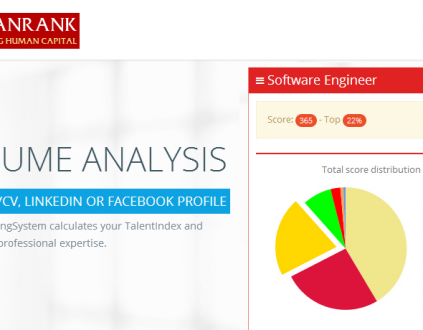 ANRANK
G HUMAN CAPITAL
UME ANALYSIS
/CV, LINKEDIN OR FACEBOOK PROFILE
ngSystem calculates your TalentIndex and
professional expertise.
Software Engineer
Score: 365 - Top 22%
Total score distribution